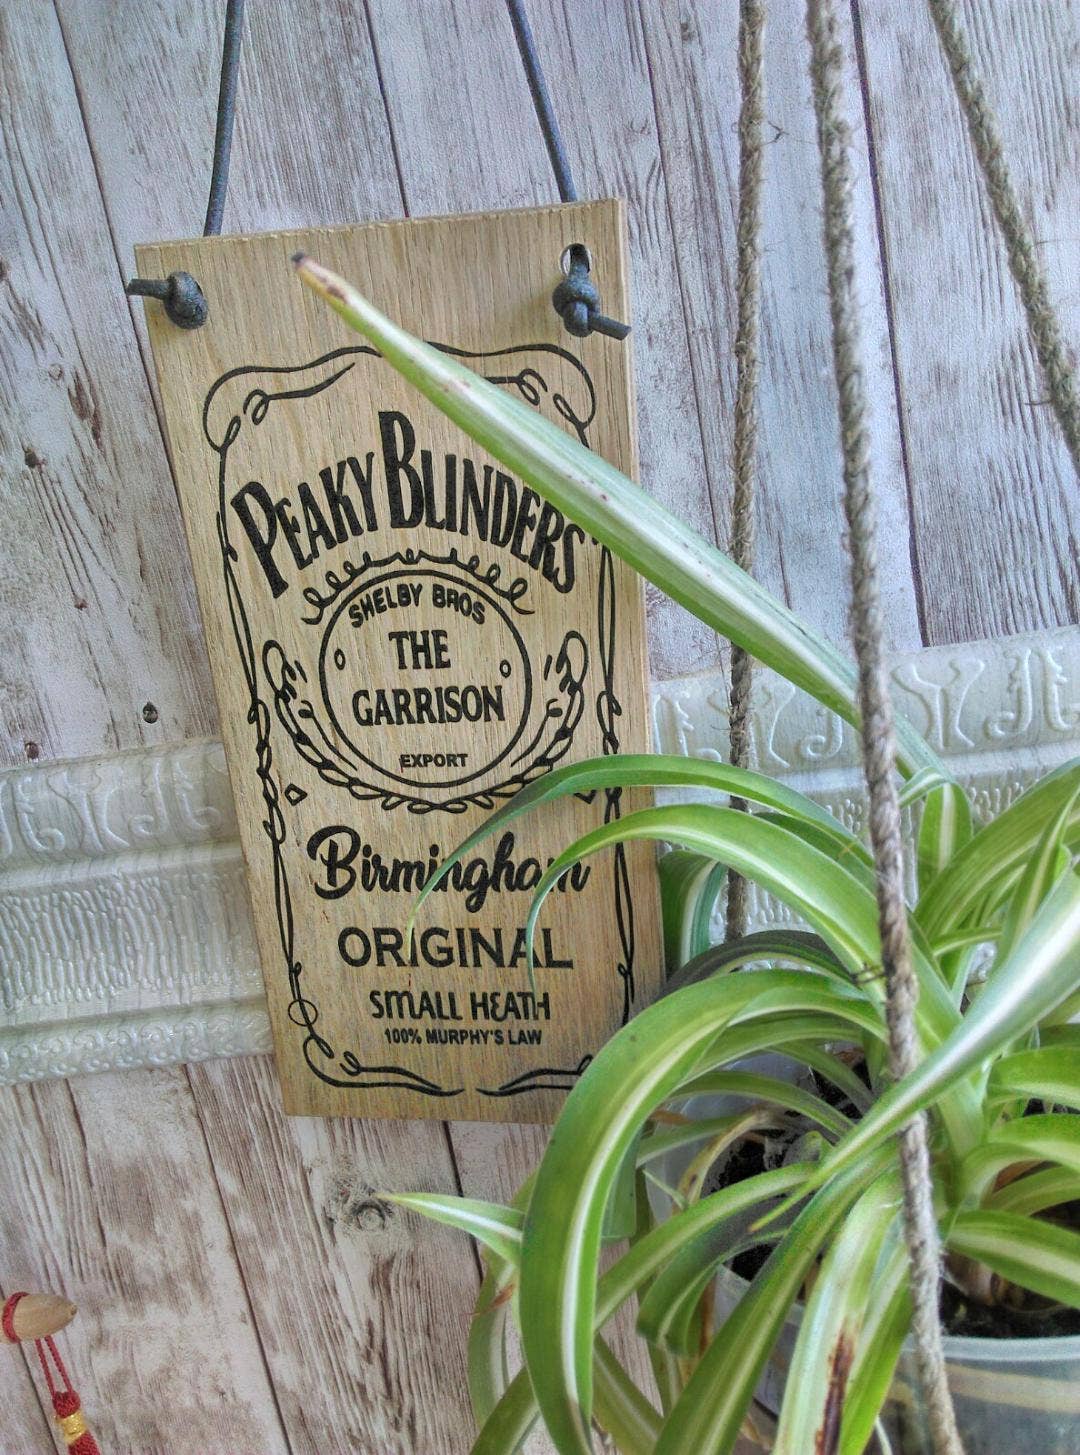 PEAKY BLINDERS
SHELBY BROS
THE
GARRISON
EXPORT
Birmingham
ORIGINAL
SMALL HEATH
100% MURPHY'S LAW